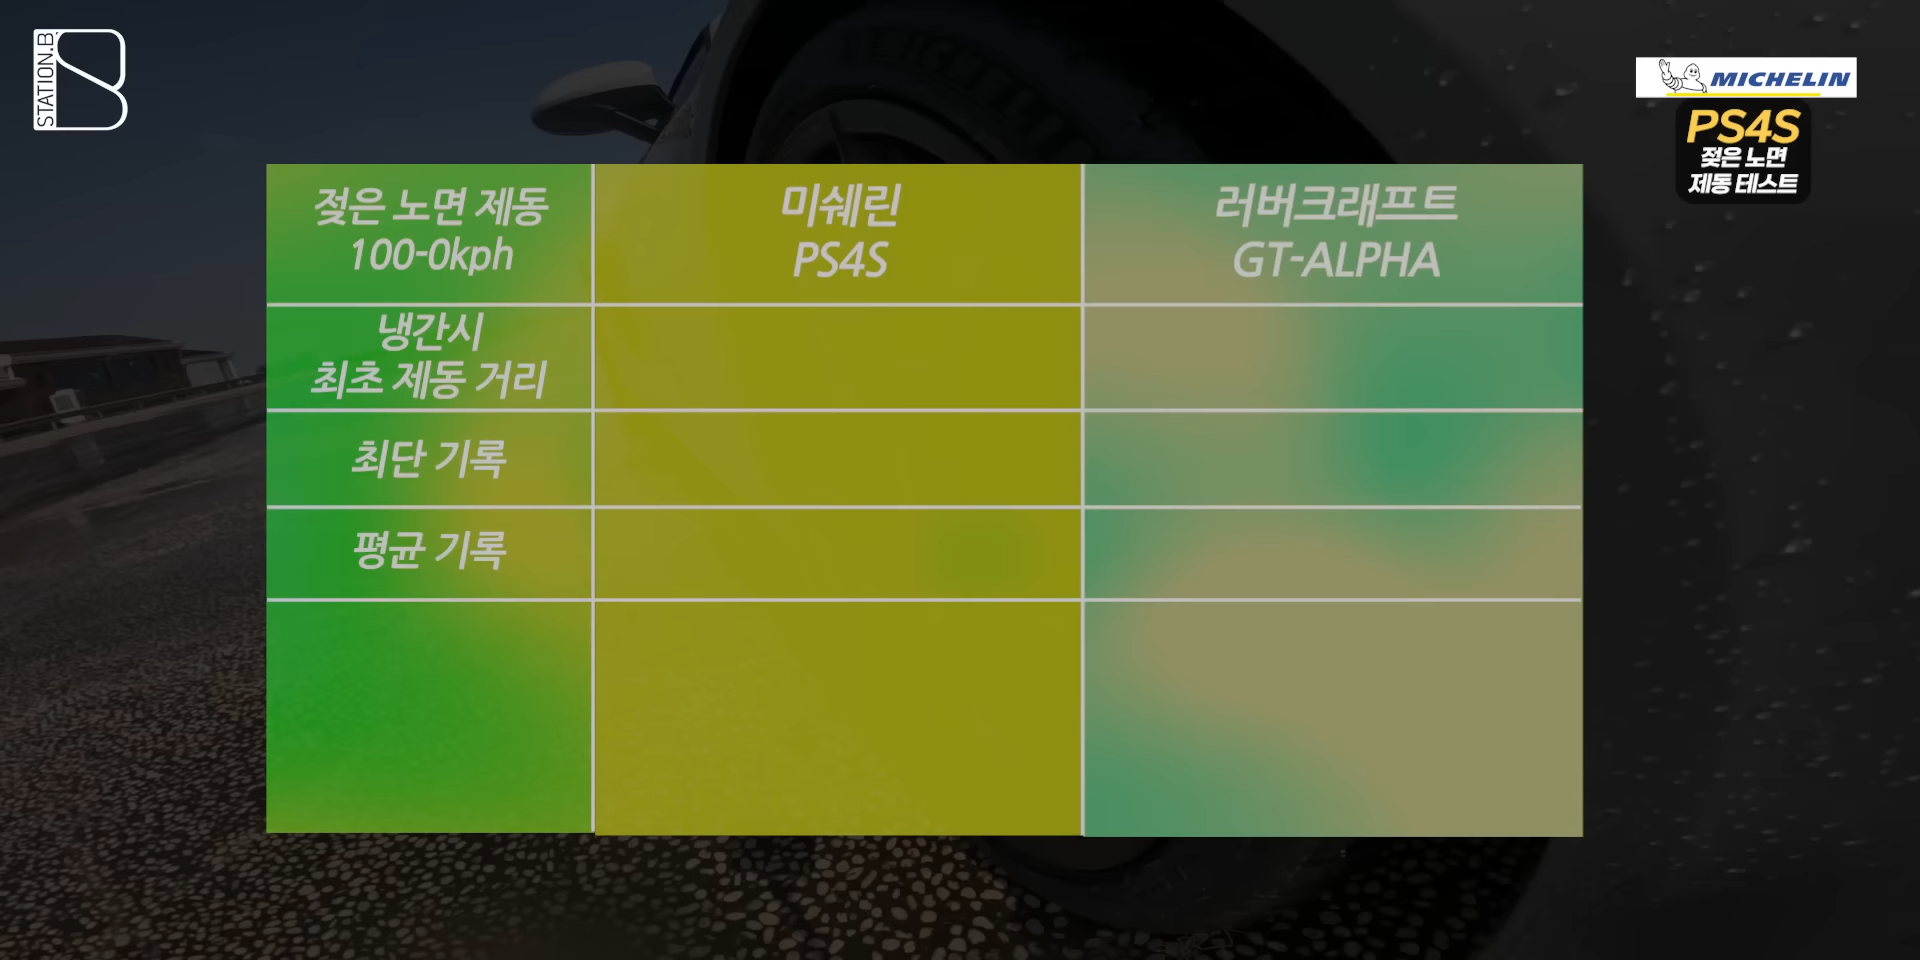 STATION.B
MICHELIN
PS4S
젖은 노면
제동 테스트
젖은 노면 제동
100-0kph
미쉐린
PS4S
러버크래프트
GT-ALPHA
냉간시
최초 제동 거리
최단 기록
평균 기록